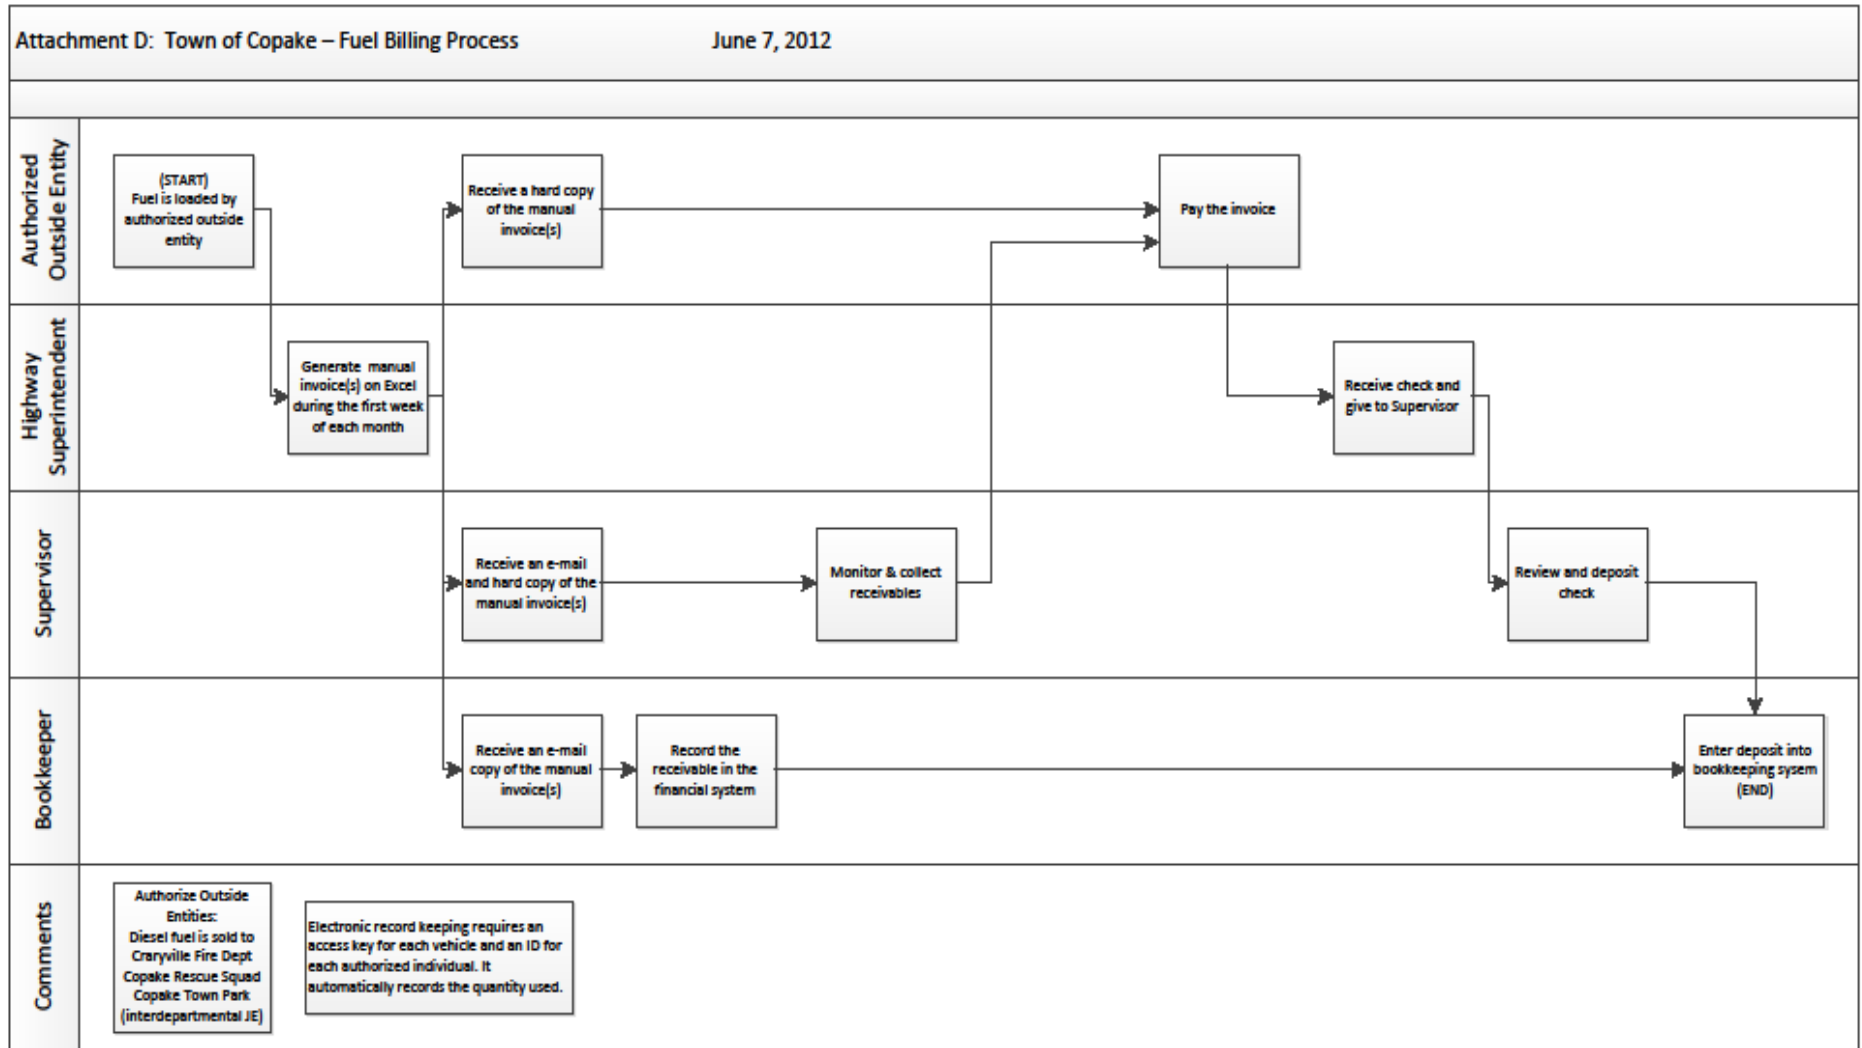 Attachment D: Town of Copake – Fuel Billing Process June 7, 2012
Authorized
Outside Entity
(START)
Fuel is loaded by
authorized outside
entity
Receive a hard copy
of the manual
invoice(s)
Pay the invoice
Highway
Superintendent
Generate manual
invoice(s) on Excel
during the first week
of each month
Receive check and
give to Supervisor
Supervisor
Receive an e-mail
and hard copy of the
manual invoice(s)
Monitor & collect
receivables
Review and deposit
check
Bookkeeper
Receive an e-mail
copy of the manual
invoice(s)
Record the
receivable in the
financial system
Enter deposit into
bookkeeping sysem
(END)
Comments
Authorize Outside
Entities:
Diesel fuel is sold to
Craryville Fire Dept
Copake Rescue Squad
Copake Town Park
(interdepartmental JE)
Electronic record keeping requires an
access key for each vehicle and an ID for
each authorized individual. It
automatically records the quantity used.